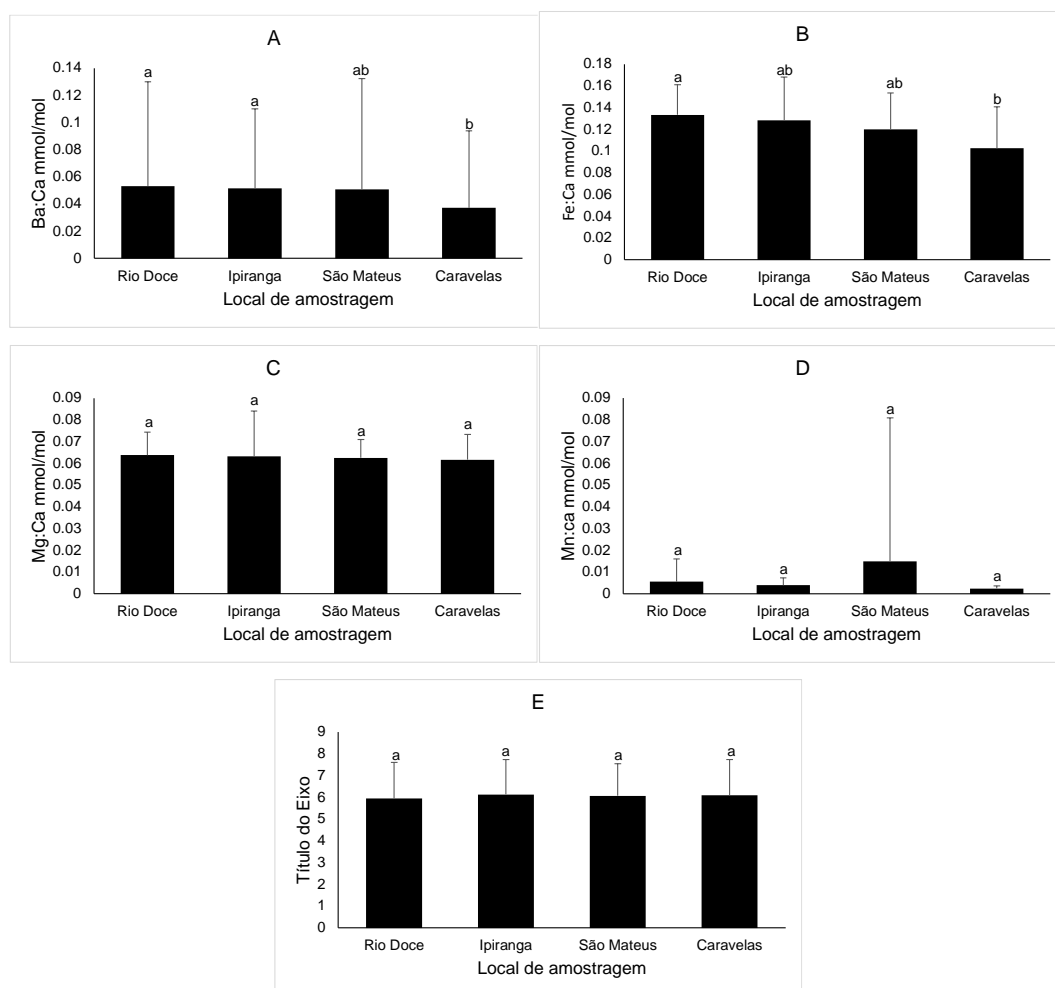 A
Ba:Ca mmol/mol
0.14
0.12
0.1
0.08
0.06
0.04
0.02
0
a
a
ab
b
Rio Doce Ipiranga São Mateus Caravelas
Local de amostragem
B
Fe:Ca mmol/mol
0.18
0.16
0.14
0.12
0.1
0.08
0.06
0.04
0.02
0
a
ab
ab
b
Rio Doce Ipiranga São Mateus Caravelas
Local de amostragem
C
Mg:Ca mmol/mol
0.09
0.08
0.07
0.06
0.05
0.04
0.03
0.02
0.01
0
a
a
a
a
Rio Doce Ipiranga São Mateus Caravelas
Local de amostragem
D
Mn:ca mmol/mol
0.09
0.08
0.07
0.06
0.05
0.04
0.03
0.02
0.01
0
a
a
a
a
Rio Doce Ipiranga São Mateus Caravelas
Local de amostragem
E
Título do Eixo
9
8
7
6
5
4
3
2
1
0
a
a
a
a
Rio Doce Ipiranga São Mateus Caravelas
Local de amostragem